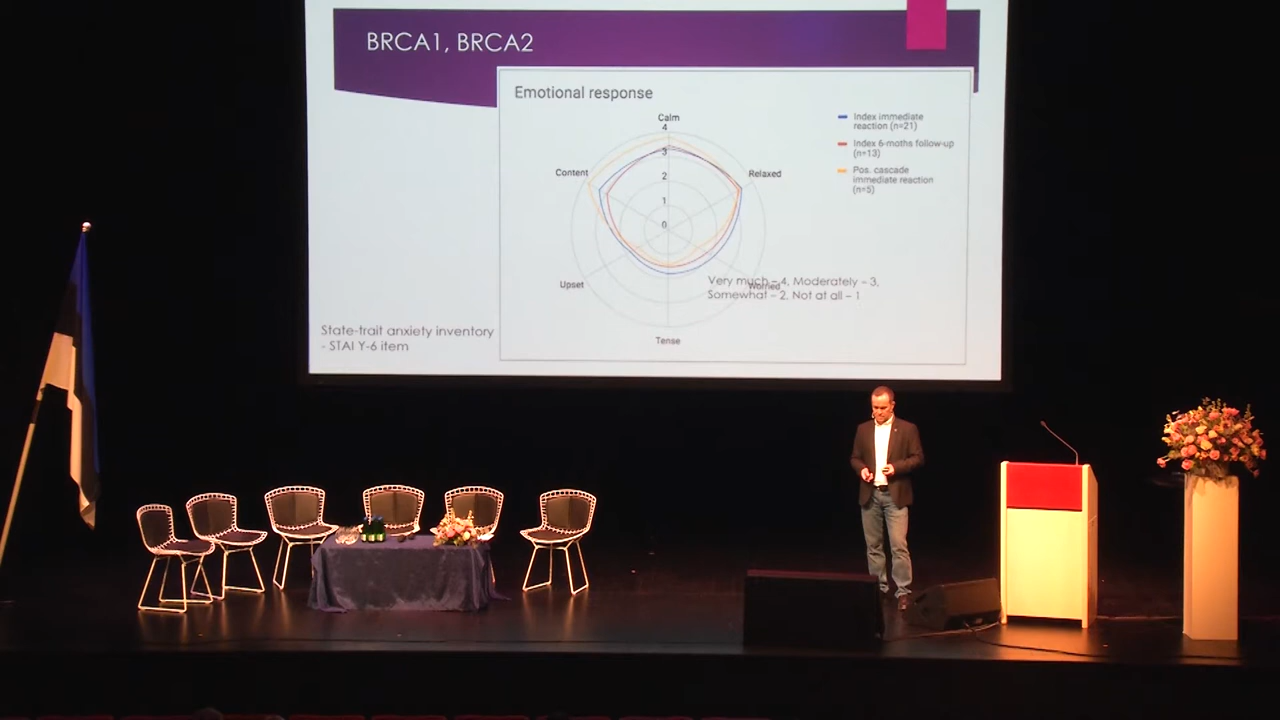 BRCA1, BRCA2
Emotional response
Calm
4
3
2
1
0
Relaxed
Worried
Tense
Upset
Content
Index immediate
reaction (n=21)
Index 6-moths follow-up
(n=13)
Pos. cascade
immediate reaction
(n=5)
Very much – 4, Moderately – 3,
Somewhat – 2, Not at all – 1
State-trait anxiety inventory
- STAI Y-6 item